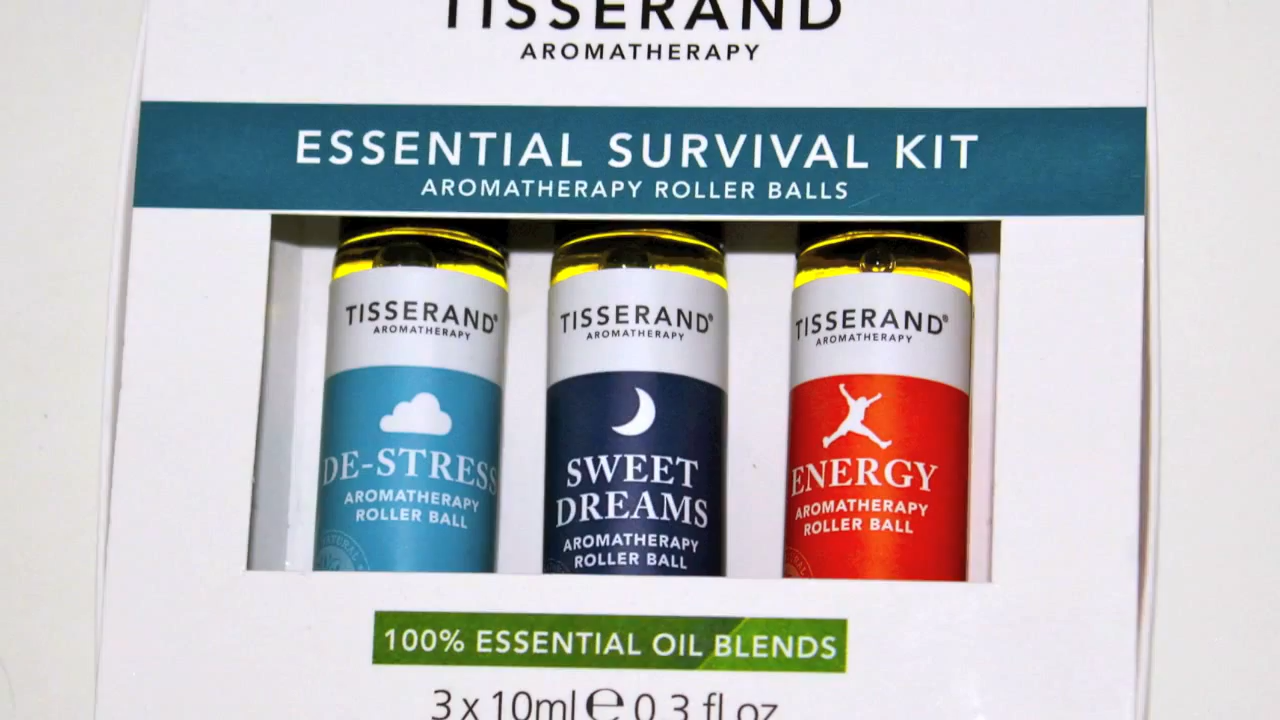 TISSERAND
AROMATHERAPY
ESSENTIAL SURVIVAL KIT
AROMATHERAPY ROLLER BALLS
TISSERAND®
AROMATHERAPY
DE-STRESS
AROMATHERAPY
ROLLER BALL
TISSERAND®
AROMATHERAPY
SWEET
DREAMS
AROMATHERAPY
ROLLER BALL
TISSERAND®
AROMATHERAPY
ENERGY
AROMATHERAPY
ROLLER BALL
100% ESSENTIAL OIL BLENDS
3 x 10ml ℮ 0.3 fl oz